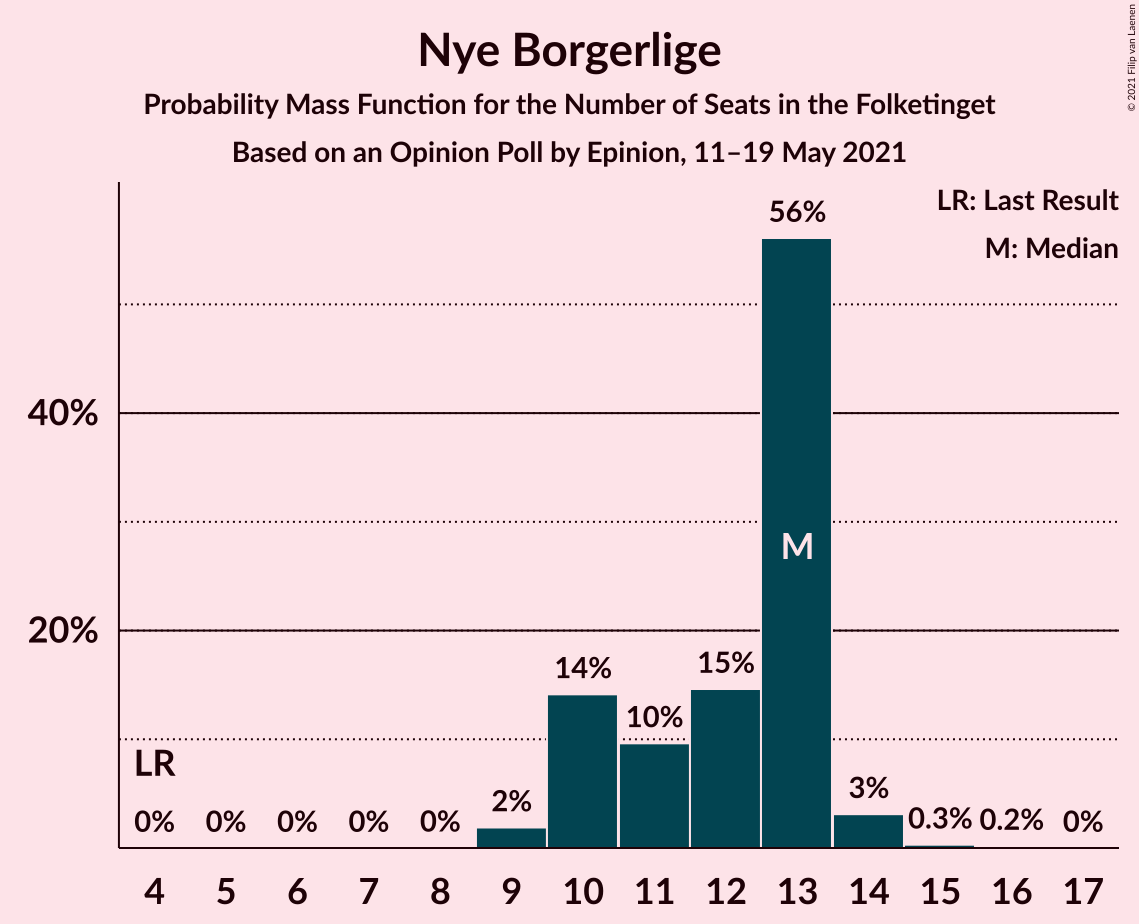 Nye Borgerlige
Probability Mass Function for the Number of Seats in the Folketinget
Based on an Opinion Poll by Epinion, 11–19 May 2021
© 2021 Filip van Laenen
LR: Last Result
M: Median
56%
40%
M
20%
14%
10%
15%
LR
0%
0%
0%
0%
0%
2%
3%
0.3%
0.2%
0%
4 5 6 7 8 9 10 11 12 13 14 15 16 17